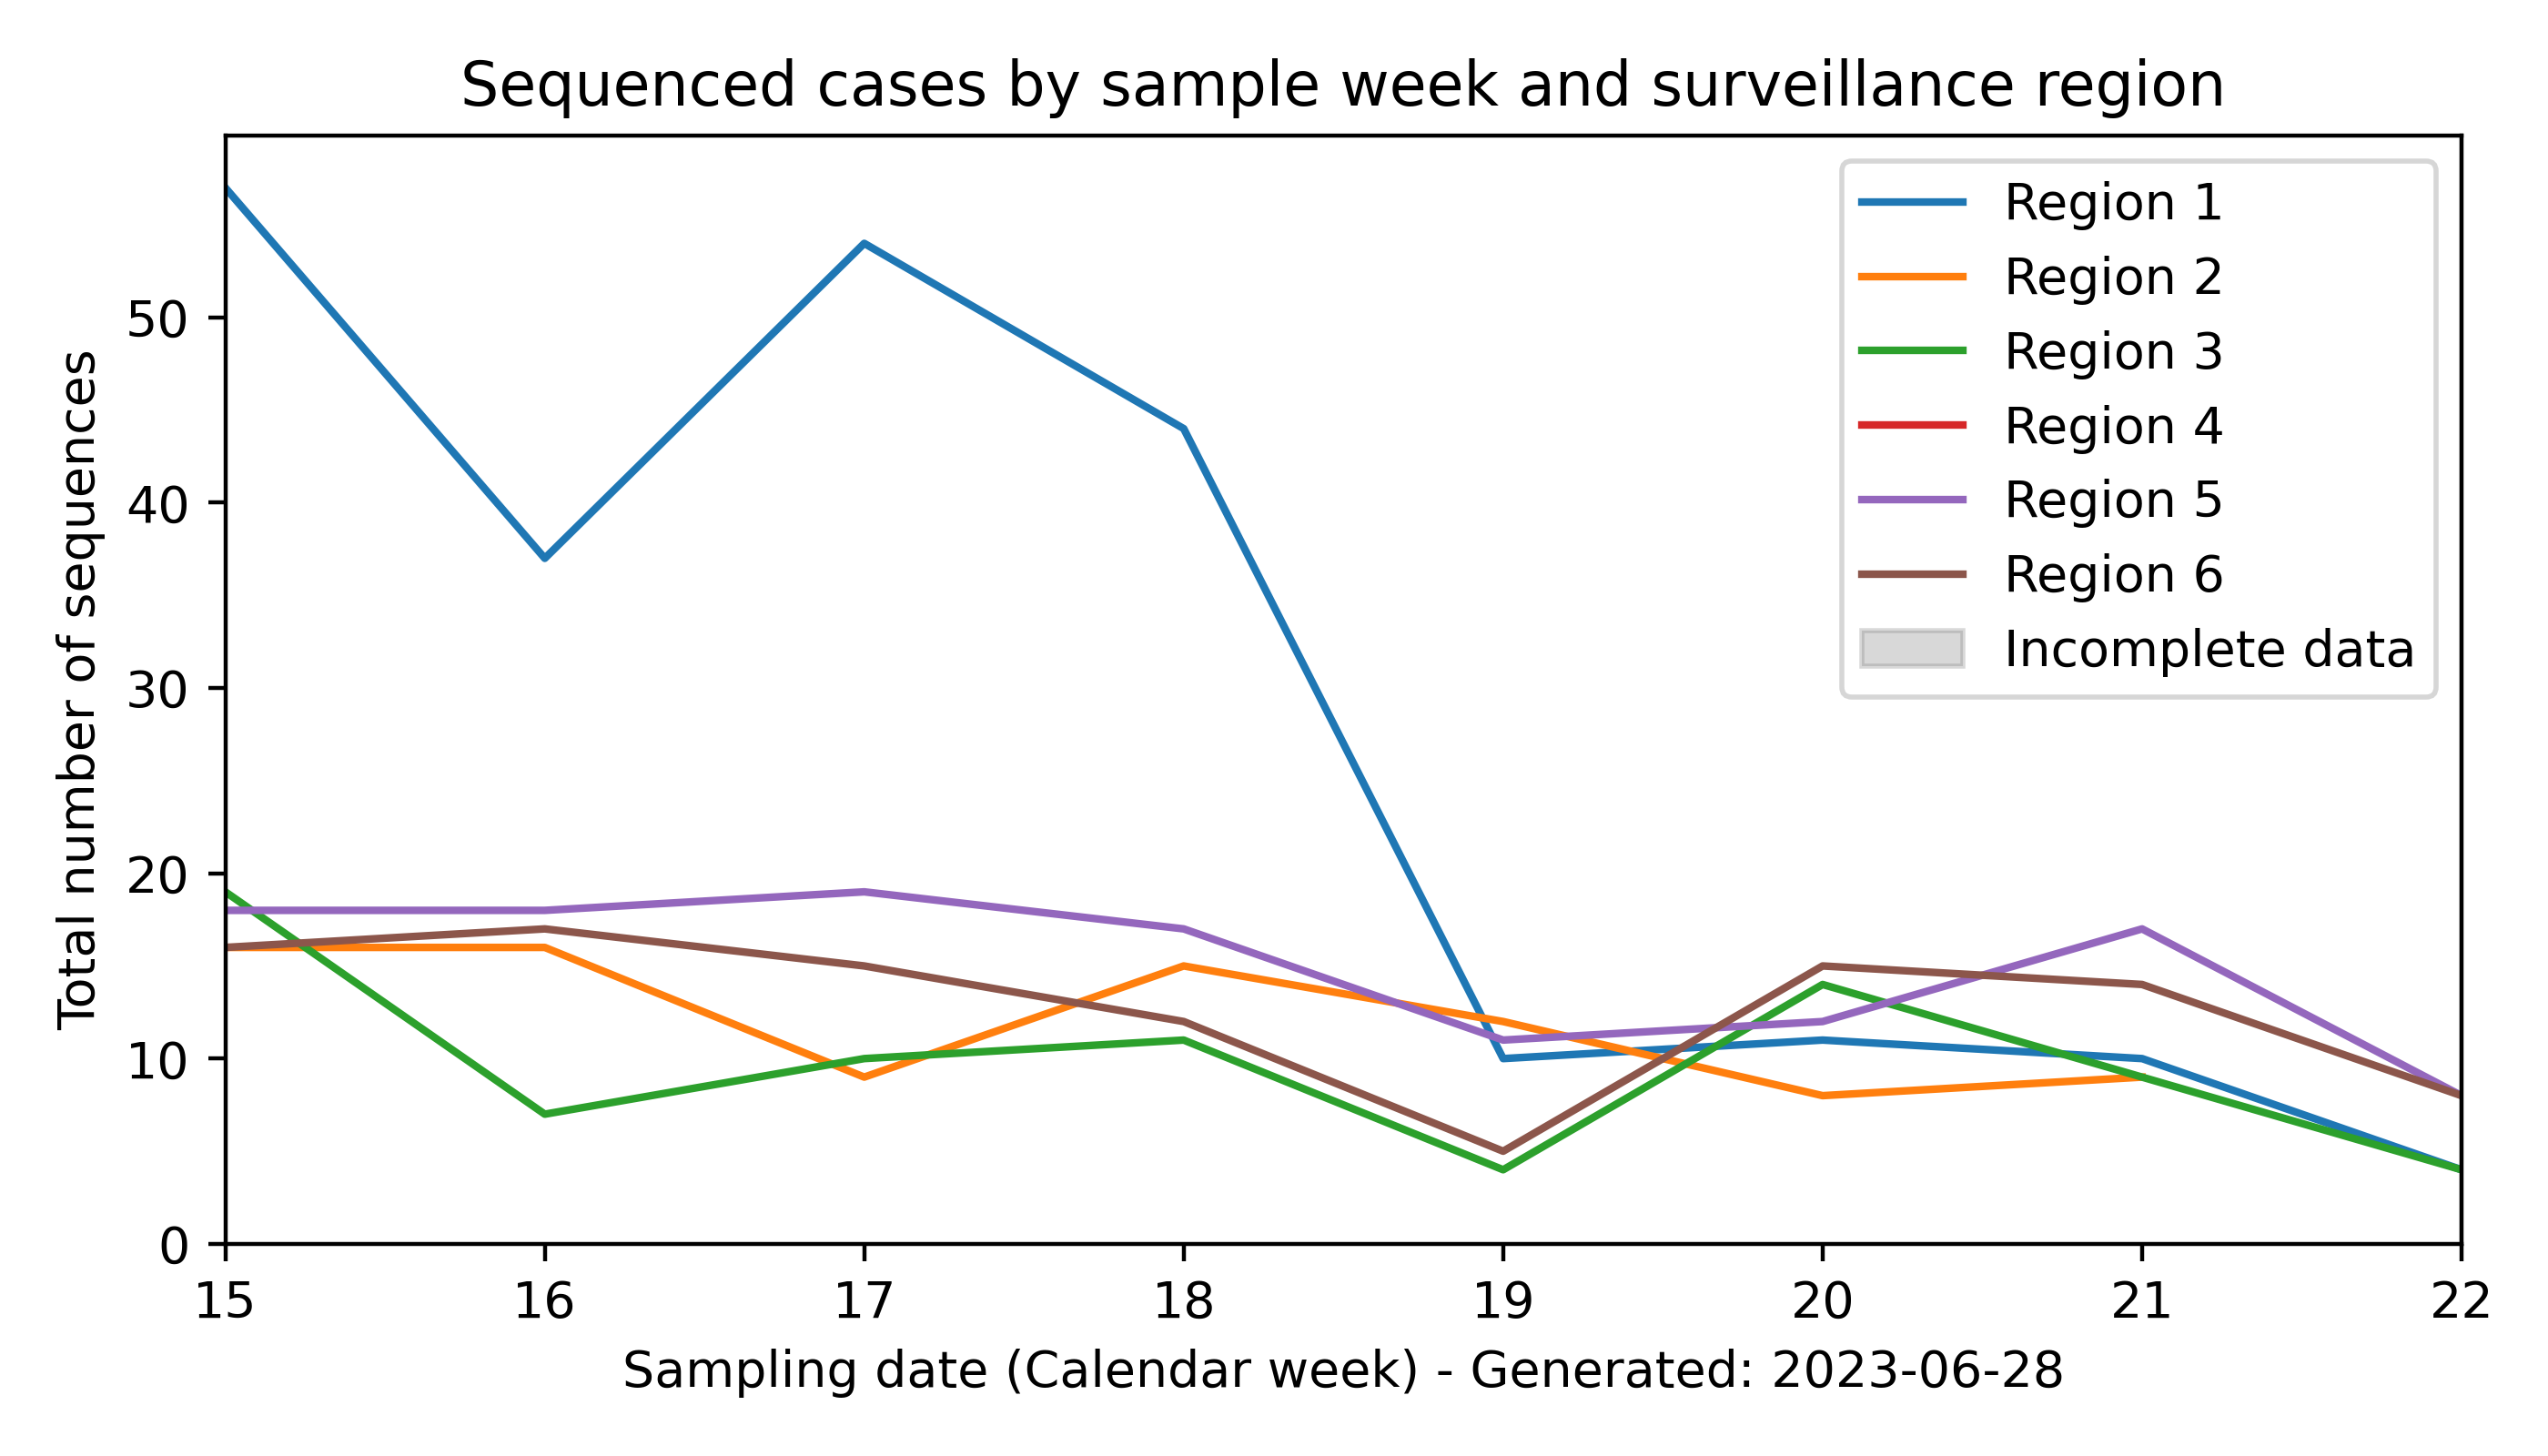 Sequenced cases by sample week and surveillance region
Total number of sequences
50
40
30
20
10
0
Region 1
Region 2
Region 3
Region 4
Region 5
Region 6
Incomplete data
15 16 17 18 19 20 21 22
Sampling date (Calendar week) - Generated: 2023-06-28